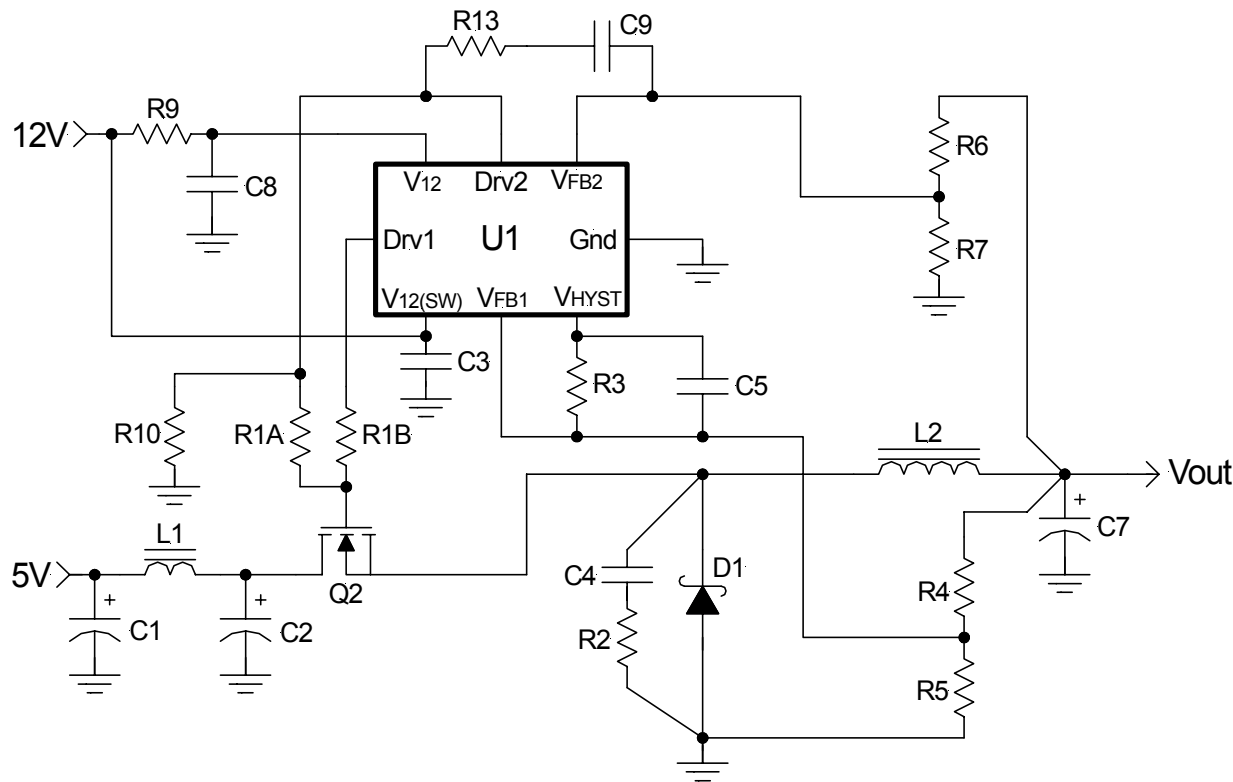 R13
C9
R9
12V
C8
R6
R7
V12
Drv2
VFB2
Drv1
U1
Gnd
V12(SW)
VFB1
VHYST
C3
R3
C5
R10
R1A
R1B
L2
Vout
+
C7
L1
5V
Q2
C4
D1
R4
+
C1
+
C2
R2
R5